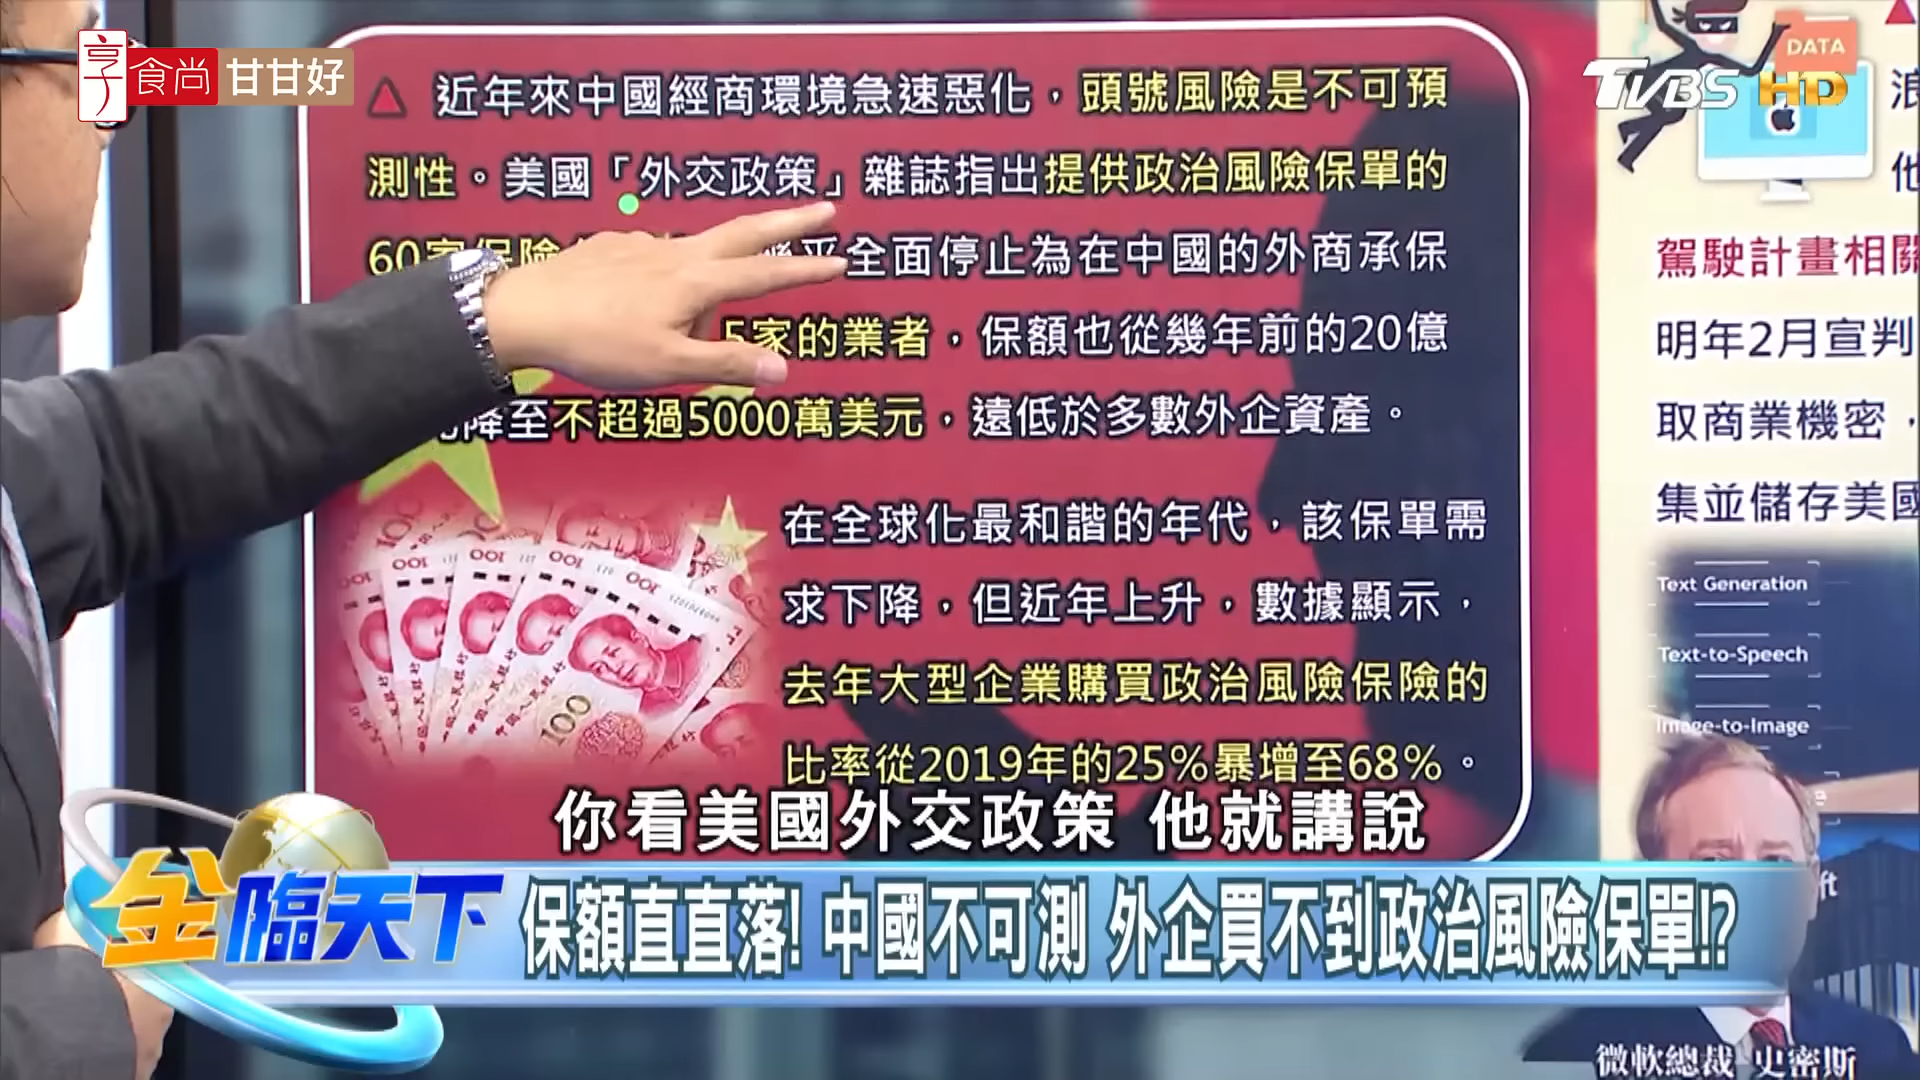 享
食尚 甘甘好
TVBS HD
DATA
▲ 近年來中國經商環境急速惡化，頭號風險是不可預
測性。美國「外交政策」雜誌指出提供政治風險保單的
60家保險
全面停止為在中國的外商承保
5家的業者，保額也從幾年前的20億
降至不超過5000萬美元，遠低於多數外企資產。
在全球化最和諧的年代，該保單需
求下降，但近年上升，數據顯示，
去年大型企業購買政治風險保險的
比率從2019年的25%暴增至68%。
浪
他
駕駛計畫相關
明年2月宣判
取商業機密，
集並儲存美國
Text Generation
Text-to-Speech
Image-to-Image
ft
微軟總裁 史密斯
你看美國外交政策 他就講說
金臨天下
保額直直落! 中國不可測 外企買不到政治風險保單!?